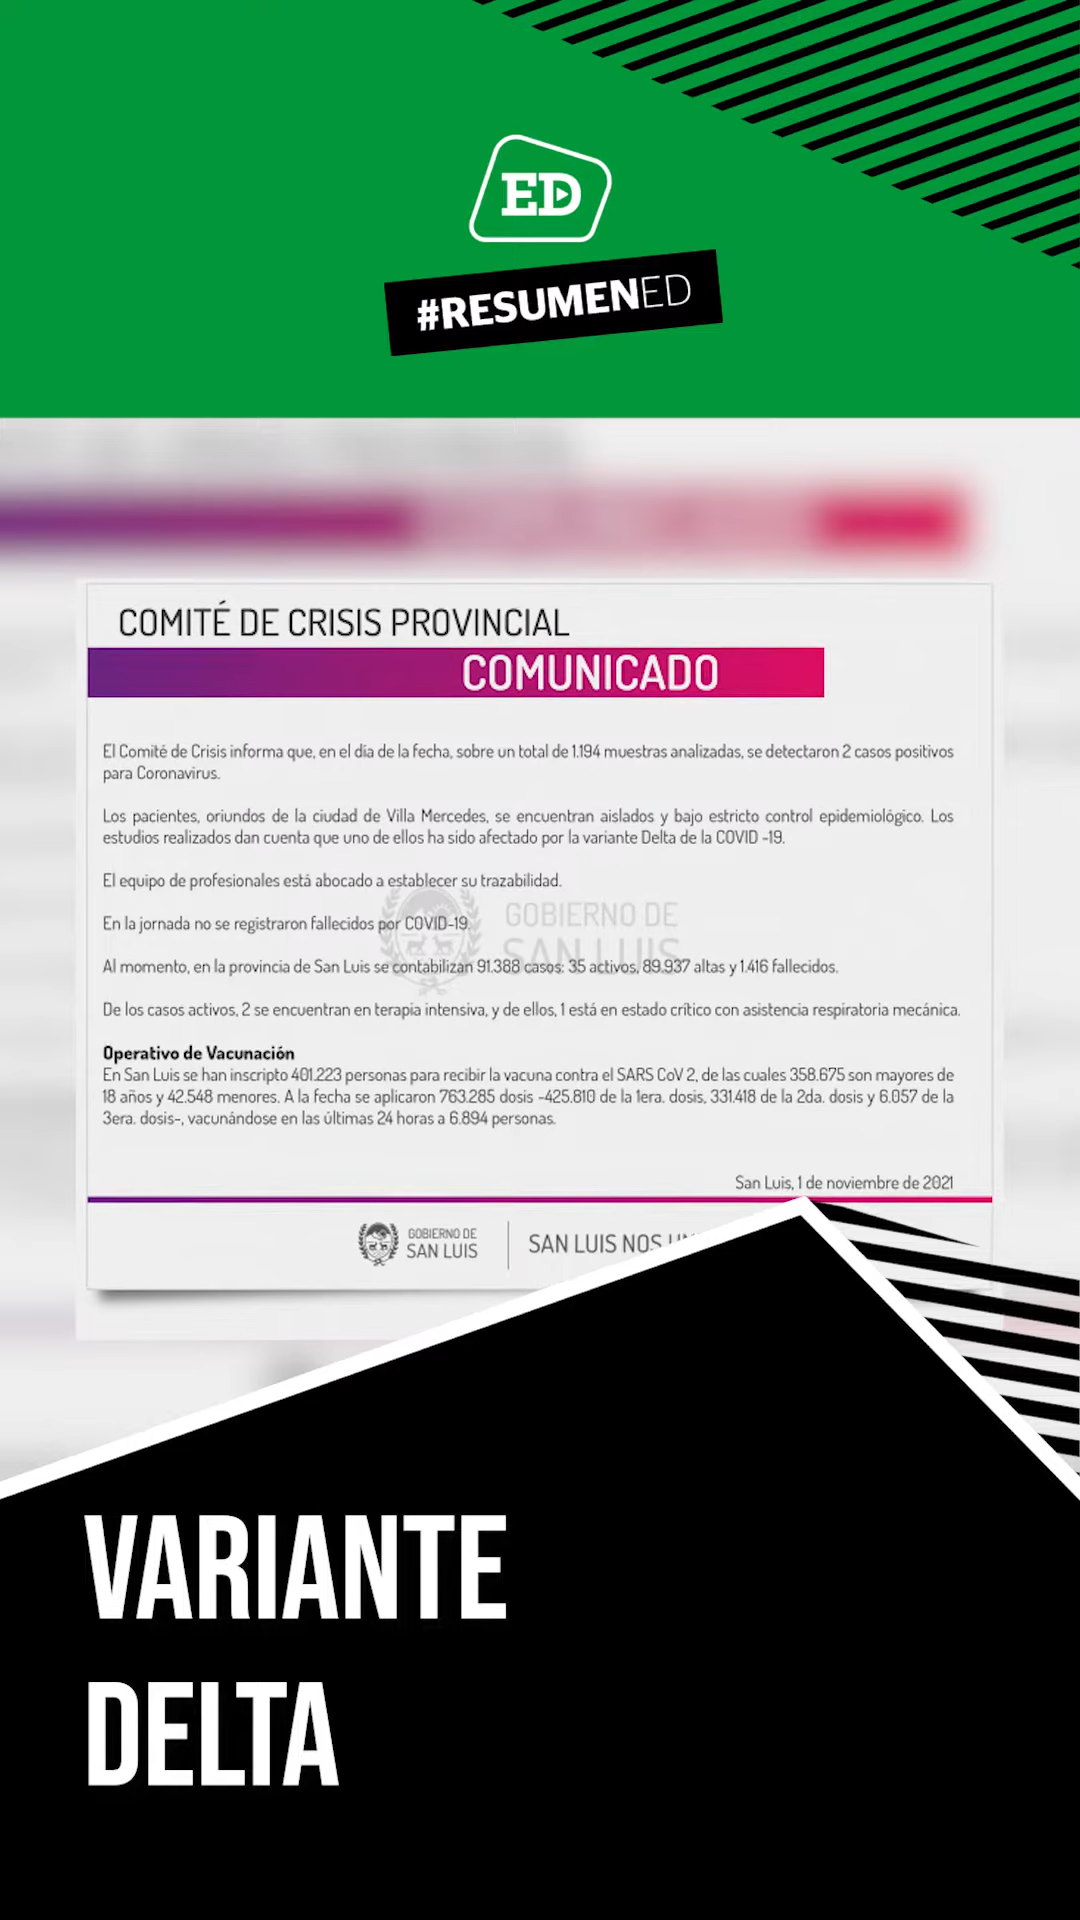 ED
#RESUMENED
COMITÉ DE CRISIS PROVINCIAL
COMUNICADO
El Comité de Crisis informa que, en el día de la fecha, sobre un total de 1.194 muestras analizadas, se detectaron 2 casos positivos
para Coronavirus.
Los pacientes, oriundos de la ciudad de Villa Mercedes, se encuentran aislados y bajo estricto control epidemiológico. Los
estudios realizados dan cuenta que uno de ellos ha sido afectado por la variante Delta de la COVID -19.
El equipo de profesionales está abocado a establecer su trazabilidad.
GOBIERNO DE
SAN LUIS
En la jornada no se registraron fallecidos por COVID-19.
Al momento, en la provincia de San Luis se contabilizan 91.388 casos: 35 activos, 89.937 altas y 1.416 fallecidos.
De los casos activos, 2 se encuentran en terapia intensiva, y de ellos, 1 está en estado crítico con asistencia respiratoria mecánica.
Operativo de Vacunación
En San Luis se han inscripto 401.223 personas para recibir la vacuna contra el SARS CoV 2, de las cuales 358.675 son mayores de
18 años y 42.548 menores. A la fecha se aplicaron 763.285 dosis -425.810 de la 1era. dosis, 331.418 de la 2da. dosis y 6.057 de la
3era. dosis-, vacunándose en las últimas 24 horas a 6.894 personas.
San Luis, 1 de noviembre de 2021
GOBIERNO DE
SAN LUIS
SAN LUIS NOS
VARIANTE
DELTA